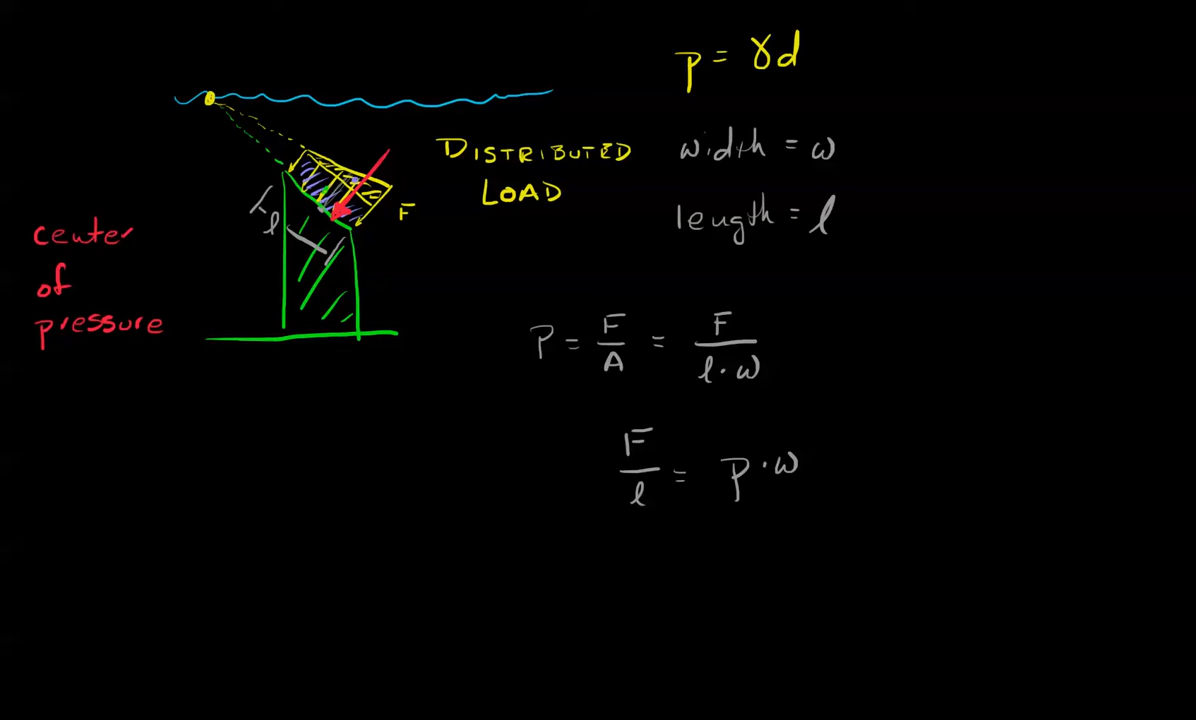 p = γd
DISTRIBUTED
LOAD
width = w
length = l
F
l
center
of
pressure
P = F/A = F/l·w
F/l = p·w